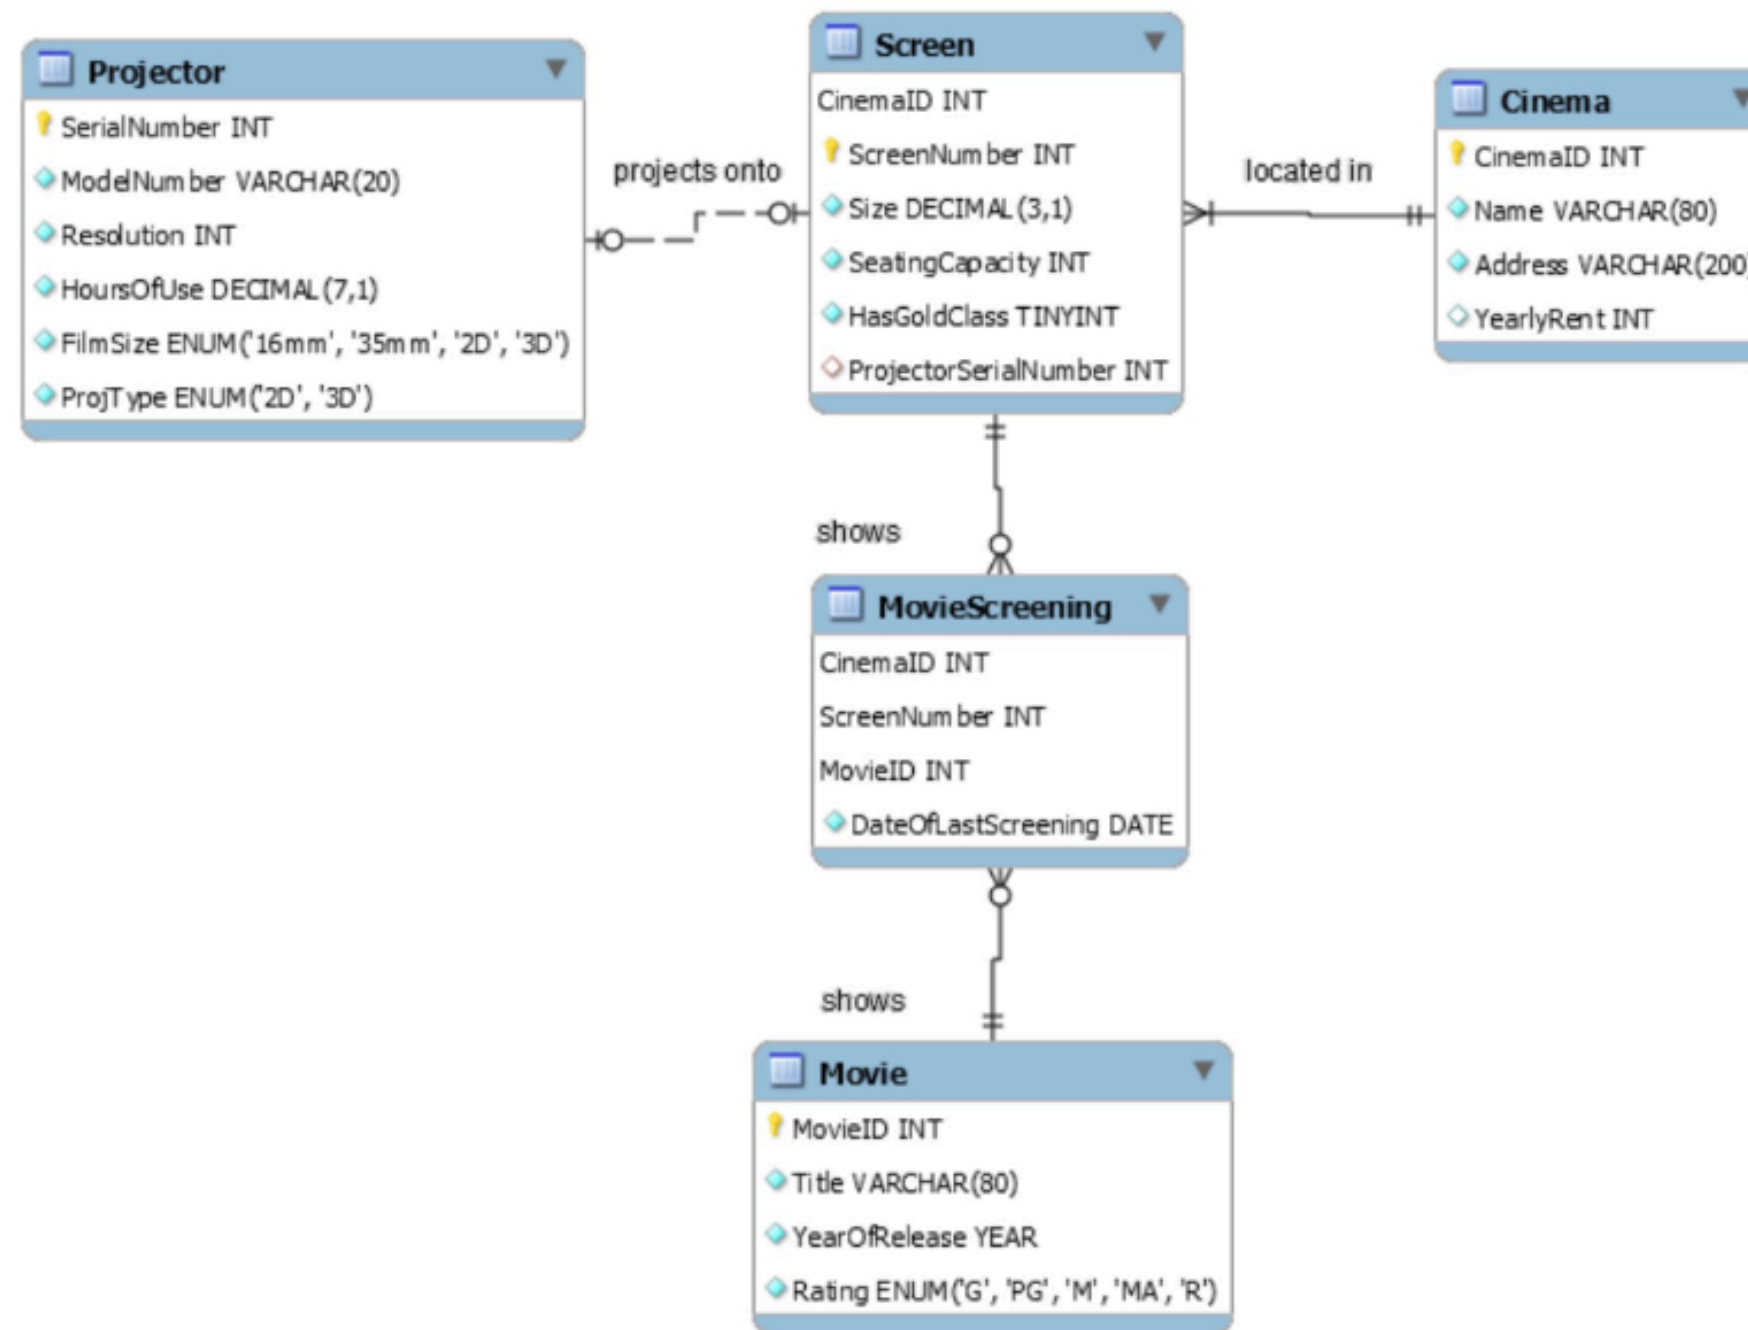 Projector
SerialNumber INT
ModelNumber VARCHAR(20)
Resolution INT
HoursOfUse DECIMAL(7,1)
FilmSize ENUM('16mm', '35mm', '2D', '3D')
ProjType ENUM('2D', '3D')
projects onto
Screen
CinemaID INT
ScreenNumber INT
Size DECIMAL(3,1)
SeatingCapacity INT
HasGoldClass TINYINT
ProjectorSerialNumber INT
located in
Cinema
CinemaID INT
Name VARCHAR(80)
Address VARCHAR(200)
YearlyRent INT
shows
MovieScreening
CinemaID INT
ScreenNumber INT
MovieID INT
DateOfLastScreening DATE
shows
Movie
MovieID INT
Title VARCHAR(80)
YearOfRelease YEAR
Rating ENUM('G', 'PG', 'M', 'MA', 'R')